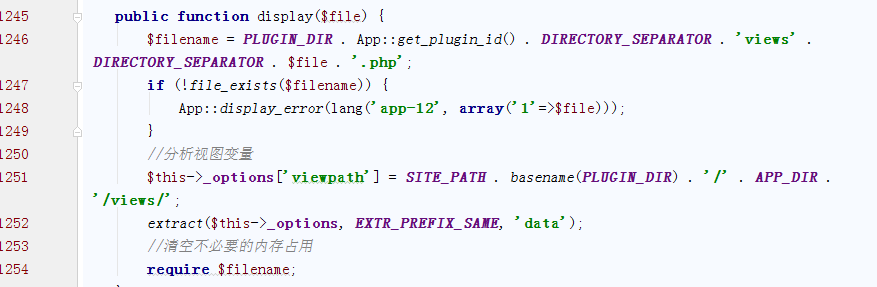 1245 public function display($file) {
1246 $filename = PLUGIN_DIR . App::get_plugin_id() . DIRECTORY_SEPARATOR . 'views' .
DIRECTORY_SEPARATOR . $file . '.php';
1247 if (!file_exists($filename)) {
1248 App::display_error(lang('app-12', array('1'=>$file)));
1249 }
1250 //分析视图变量
1251 $this->_options['viewpath'] = SITE_PATH . basename(PLUGIN_DIR) . '/' . APP_DIR .
'/views/';
1252 extract($this->_options, EXTR_PREFIX_SAME, 'data');
1253 //清空不必要的内存占用
1254 require $filename;